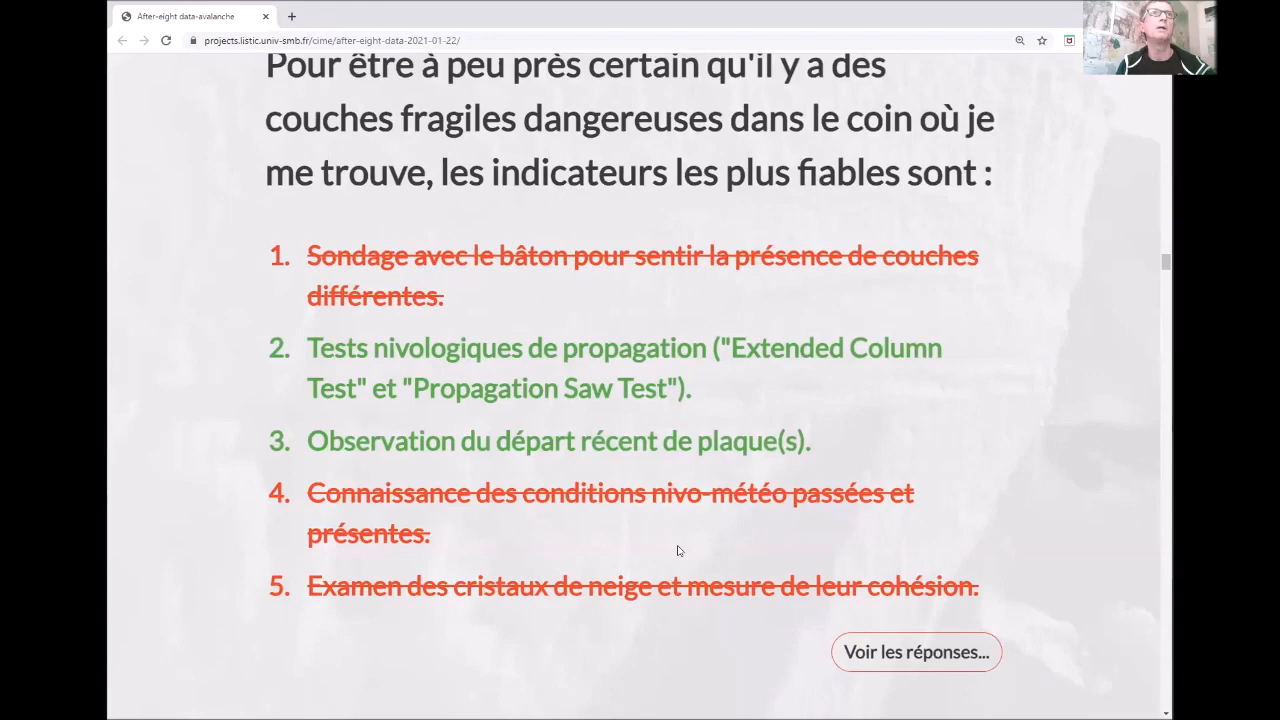 After-eight data-avalanche
projects.listic.univ-smb.fr/cime/after-eight-data-2021-01-22/
Pour être à peu près certain qu'il y a des
couches fragiles dangereuses dans le coin où je
me trouve, les indicateurs les plus fiables sont :
1. Sondage avec le bâton pour sentir la présence de couches
différentes.
2. Tests nivologiques de propagation ("Extended Column
Test" et "Propagation Saw Test").
3. Observation du départ récent de plaque(s).
4. Connaissance des conditions nivo-météo passées et
présentes.
5. Examen des cristaux de neige et mesure de leur cohésion.
Voir les réponses...